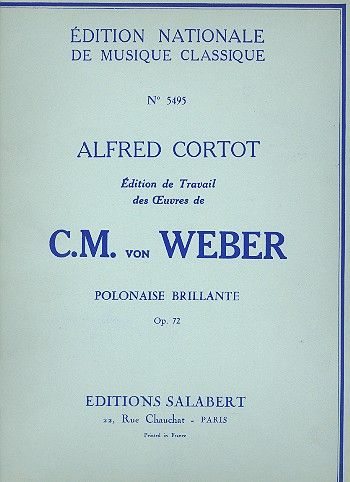 ÉDITION NATIONALE
DE MUSIQUE CLASSIQUE
N° 5495
ALFRED CORTOT
Édition de Travail
des Œuvres de
C.M. VON WEBER
POLONAISE BRILLANTE
Op. 72
EDITIONS SALABERT
22, Rue Chauchat - PARIS
Printed in France